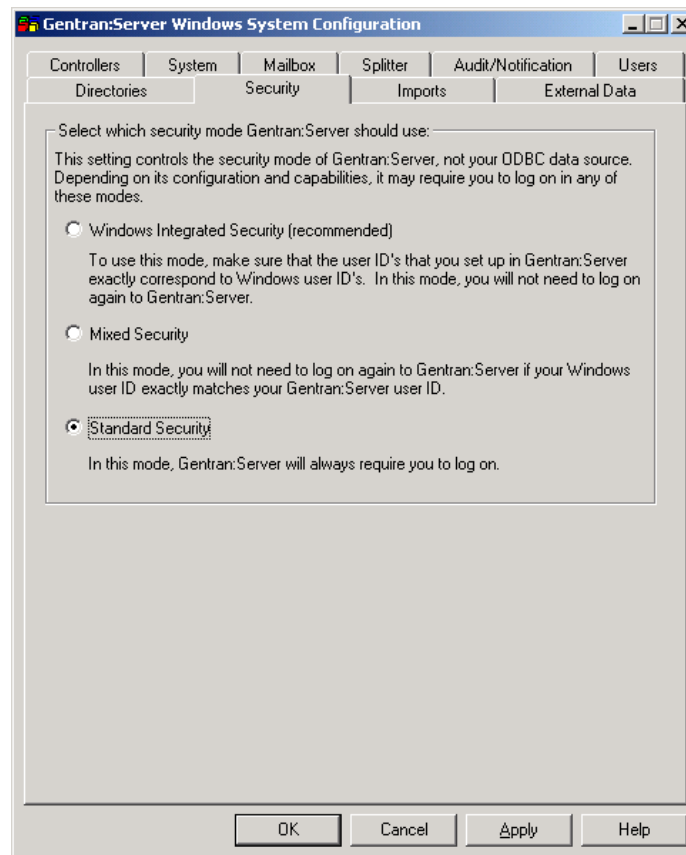 Gentran:Server Windows System Configuration
Controllers System Mailbox Splitter Audit/Notification Users
Directories Security Imports External Data
Select which security mode Gentran:Server should use:
This setting controls the security mode of Gentran:Server, not your ODBC data source.
Depending on its configuration and capabilities, it may require you to log on in any of
these modes.
Windows Integrated Security (recommended)
To use this mode, make sure that the user ID's that you set up in Gentran:Server
exactly correspond to Windows user ID's. In this mode, you will not need to log on
again to Gentran:Server.
Mixed Security
In this mode, you will not need to log on again to Gentran:Server if your Windows
user ID exactly matches your Gentran:Server user ID.
Standard Security
In this mode, Gentran:Server will always require you to log on.
OK Cancel Apply Help